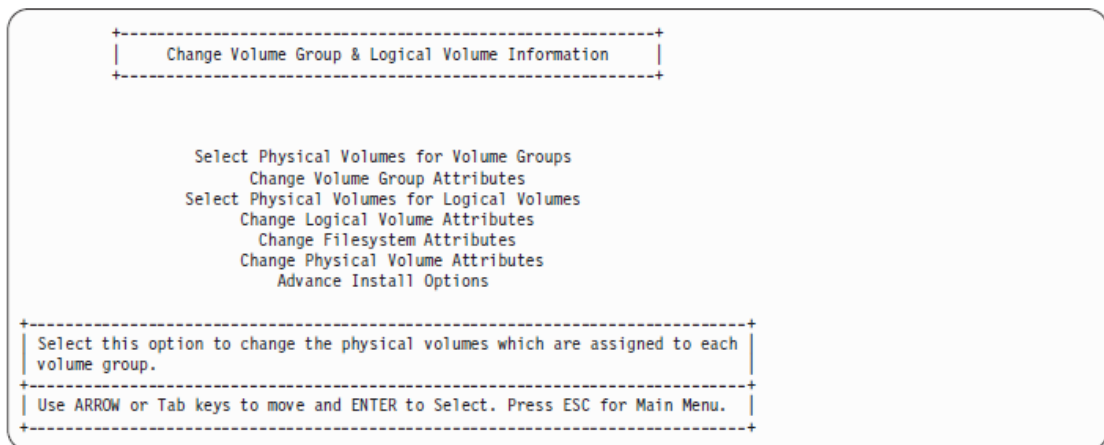 Change Volume Group & Logical Volume Information
Select Physical Volumes for Volume Groups
Change Volume Group Attributes
Select Physical Volumes for Logical Volumes
Change Logical Volume Attributes
Change Filesystem Attributes
Change Physical Volume Attributes
Advance Install Options
Select this option to change the physical volumes which are assigned to each
volume group.
Use ARROW or Tab keys to move and ENTER to Select. Press ESC for Main Menu.